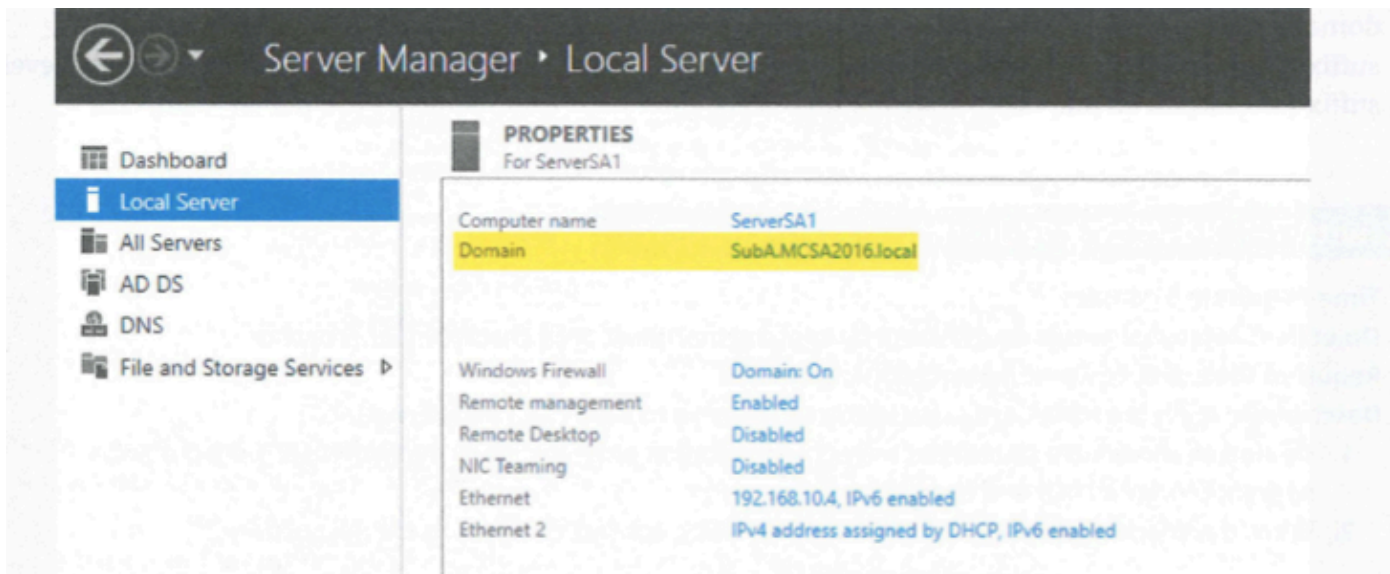 Server Manager ‣ Local Server
Dashboard
Local Server
All Servers
AD DS
DNS
File and Storage Services
PROPERTIES
For ServerSA1
Computer name ServerSA1
Domain SubA.MCSA2016.local
Windows Firewall Domain: On
Remote management Enabled
Remote Desktop Disabled
NIC Teaming Disabled
Ethernet 192.168.10.4, IPv6 enabled
Ethernet 2 IPv4 address assigned by DHCP, IPv6 enabled